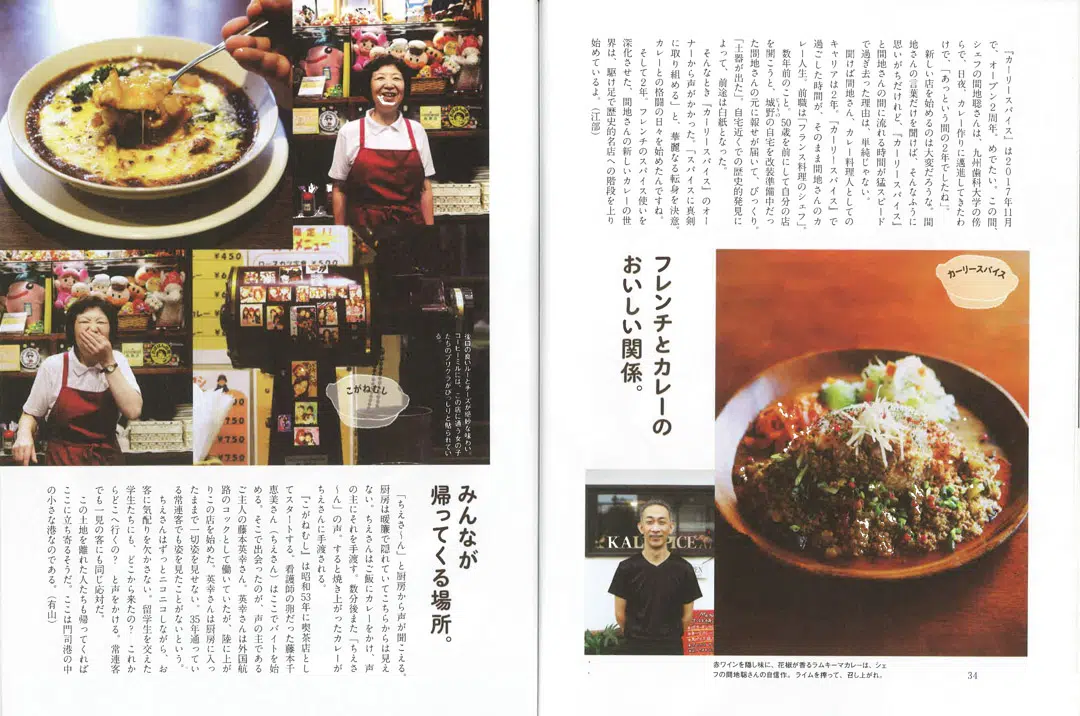 『カーリースパイス』は2017年11月
で、オープン2周年。めでたい、この間、
シェフの間地聡さんは、九州歯科大学の傍
らで、日夜、カレー作りに邁進してきたわ
けで、「あっという間の2年でしたね」。
新しい店を始めるのは大変だろうな。間
地さんの言葉だけを聞けば、そんなふうに
思いがちだけれど、『カーリースパイス』
と間地さんの間に流れる時間が猛スピード
で過ぎ去った理由は、単純じゃない。
聞けば間地さん、カレー料理人としての
キャリアは2年。『カーリースパイス』で
過ごした時間が、そのまま間地さんのカ
レー人生。前職は「フランス料理のシェフ」。
数年前のこと。50歳を前にして自分の店
を開こうと、城野の自宅を改装準備中だっ
た間地さんの元に報せが届いて、びっくり。
「土器が出た」。自宅近くでの歴史的発見に
よって、前途は白紙となった。
そんなとき『カーリースパイス』のオー
ナーから声がかかった。「スパイスに真剣
に取り組める」と、華麗なる転身を決意。
カレーとの格闘の日々を始めたんですね。
そして2年。フレンチのスパイス使いを
深化させた、間地さんの新しいカレーの世
界は、駆け足で歴史的名店への階段を上り
始めているよ。（江部）
フレンチとカレーの
おいしい関係。
カーリースパイス
赤ワインを隠し味に、花椒が香るラムキーマカレーは、シェ
フの間地聡さんの自信作。ライムを搾って、召し上がれ。
34
メニュー
¥450
750
¥750
¥750
後口の良いルーとチーズが絶妙な味わい。
コーヒーミルには、この店に通う女の子
たちのプリクラがびっしりと貼られてい
る。
こがねむし
みんなが
帰ってくる場所。
「ちえさ〜ん」と厨房から声が聞こえる。
厨房は暖簾で隠れていてこちらからは見え
ない。ちえさんはご飯にカレーをかけ、声
の主にそれを手渡す。数分後また「ちえさ
〜ん」の声。すると焼き上がったカレーが
ちえさんに手渡される。
『こがねむし』は昭和53年に喫茶店とし
てスタートする。看護師の卵だった藤本千
恵美さん（ちえさん）はここでバイトを始
める。そこで出会ったのが、声の主である
ご主人の藤本英幸さん。英幸さんは外国航
路のコックとして働いていたが、陸に上が
りこの店を始めた。英幸さんは厨房に入っ
たままで一切姿を見せない。35年通ってい
る常連客でも姿を見たことがないという。
ちえさんはずっとニコニコしながら、お
客に気配りを欠かさない。留学生を交えた
学生たちにも、どこから来たの？　これか
らどこへ行くの？　と声をかける。常連客
でも一見の客にも同じ応対だ。
この土地を離れた人たちも帰ってくれば
ここに立ち寄るそうだ。ここは門司港の中
の小さな港なのである。（有山）